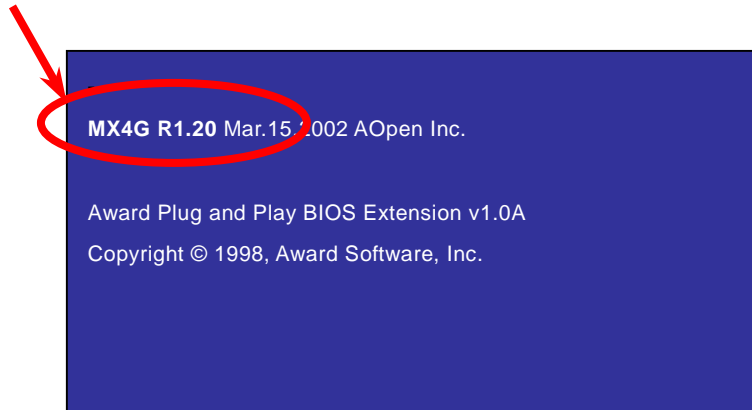 MX4G R1.20 Mar.15.2002 AOpen Inc.
Award Plug and Play BIOS Extension v1.0A
Copyright © 1998, Award Software, Inc.